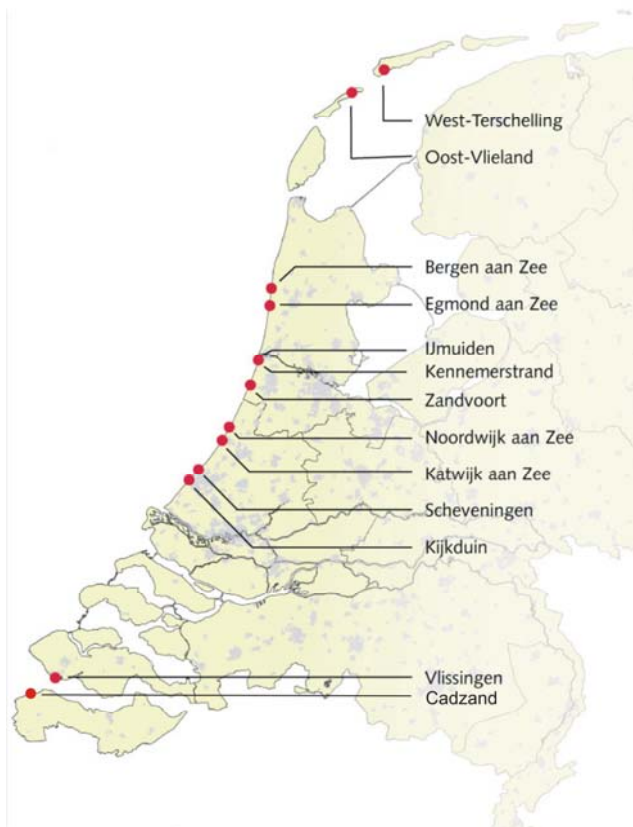 West-Terschelling
Oost-Vlieland
Bergen aan Zee
Egmond aan Zee
IJmuiden
Kennemerstrand
Zandvoort
Noordwijk aan Zee
Katwijk aan Zee
Scheveningen
Kijkduin
Vlissingen
Cadzand